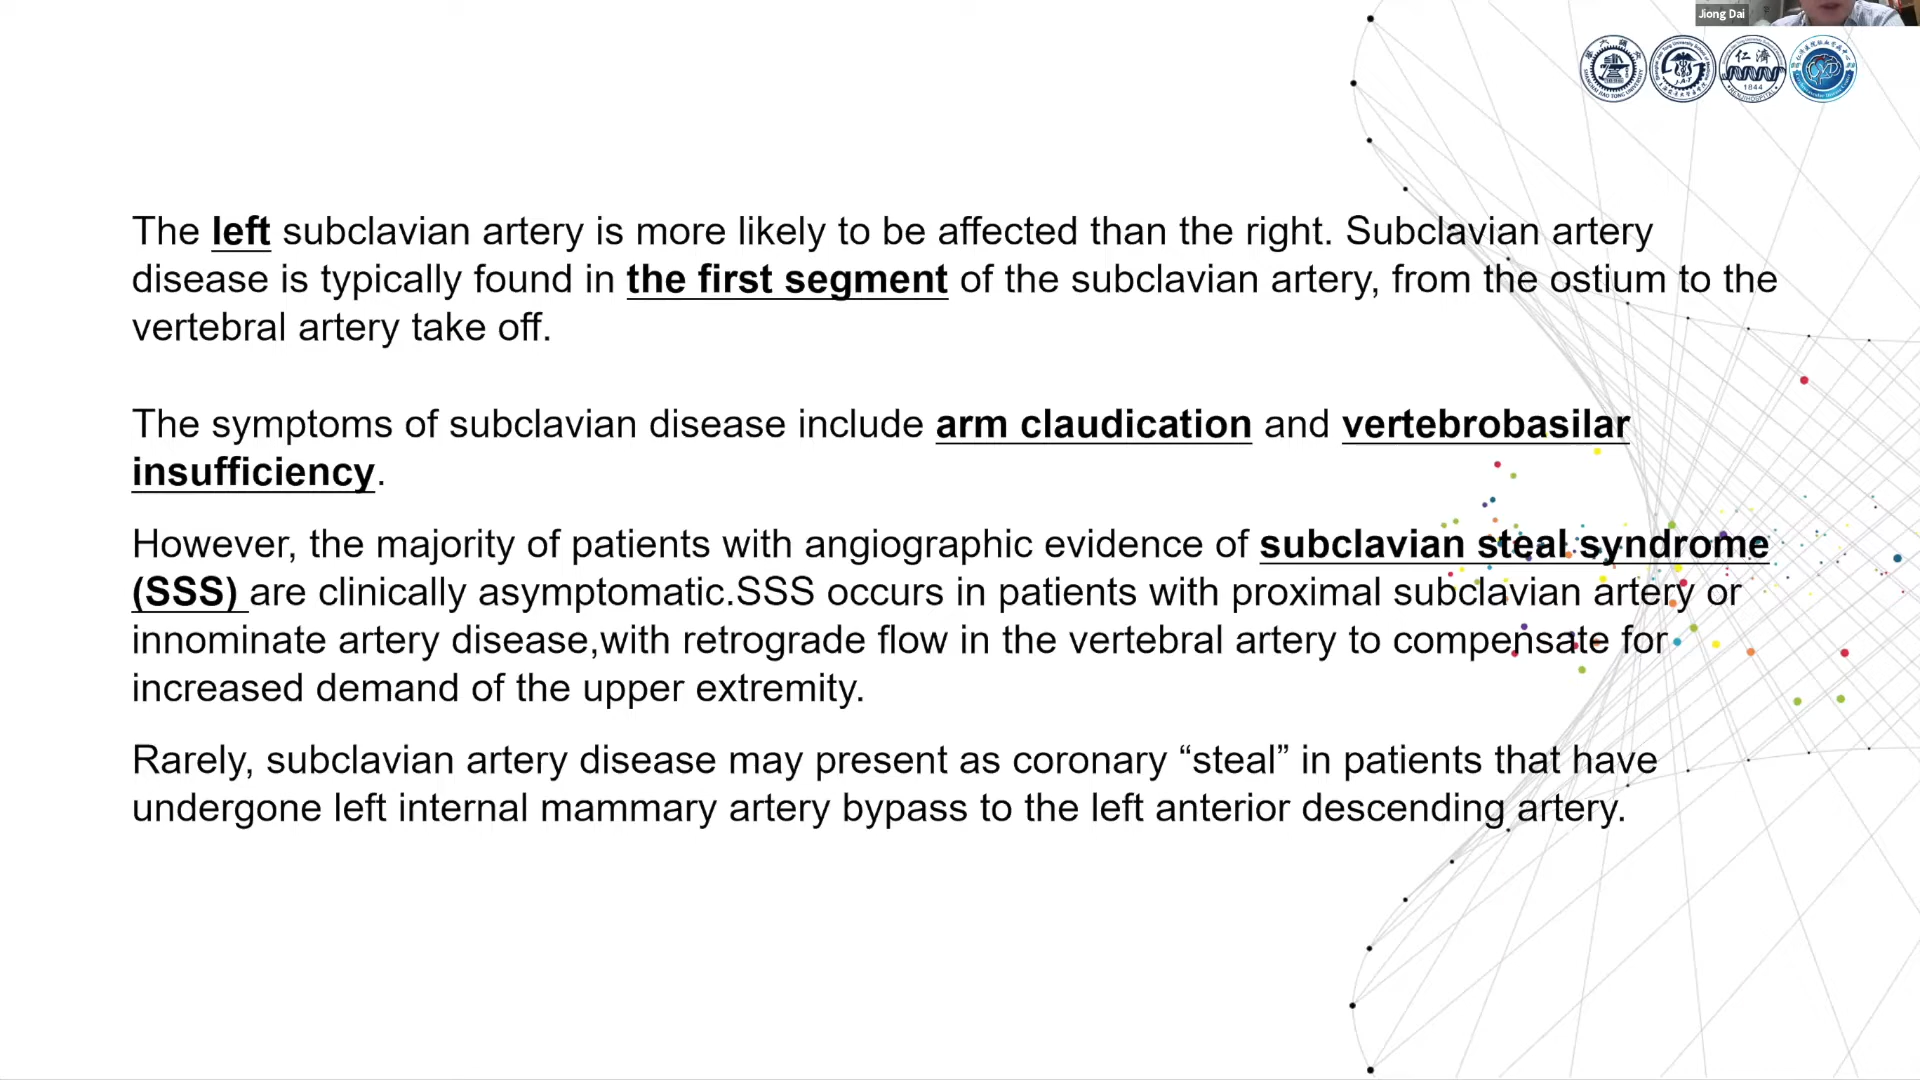 Jiong Dai
仁濟
1844
The left subclavian artery is more likely to be affected than the right. Subclavian artery
disease is typically found in the first segment of the subclavian artery, from the ostium to the
vertebral artery take off.
The symptoms of subclavian disease include arm claudication and vertebrobasilar
insufficiency.
However, the majority of patients with angiographic evidence of subclavian steal syndrome
(SSS) are clinically asymptomatic.SSS occurs in patients with proximal subclavian artery or
innominate artery disease,with retrograde flow in the vertebral artery to compensate for
increased demand of the upper extremity.
Rarely, subclavian artery disease may present as coronary “steal” in patients that have
undergone left internal mammary artery bypass to the left anterior descending artery.